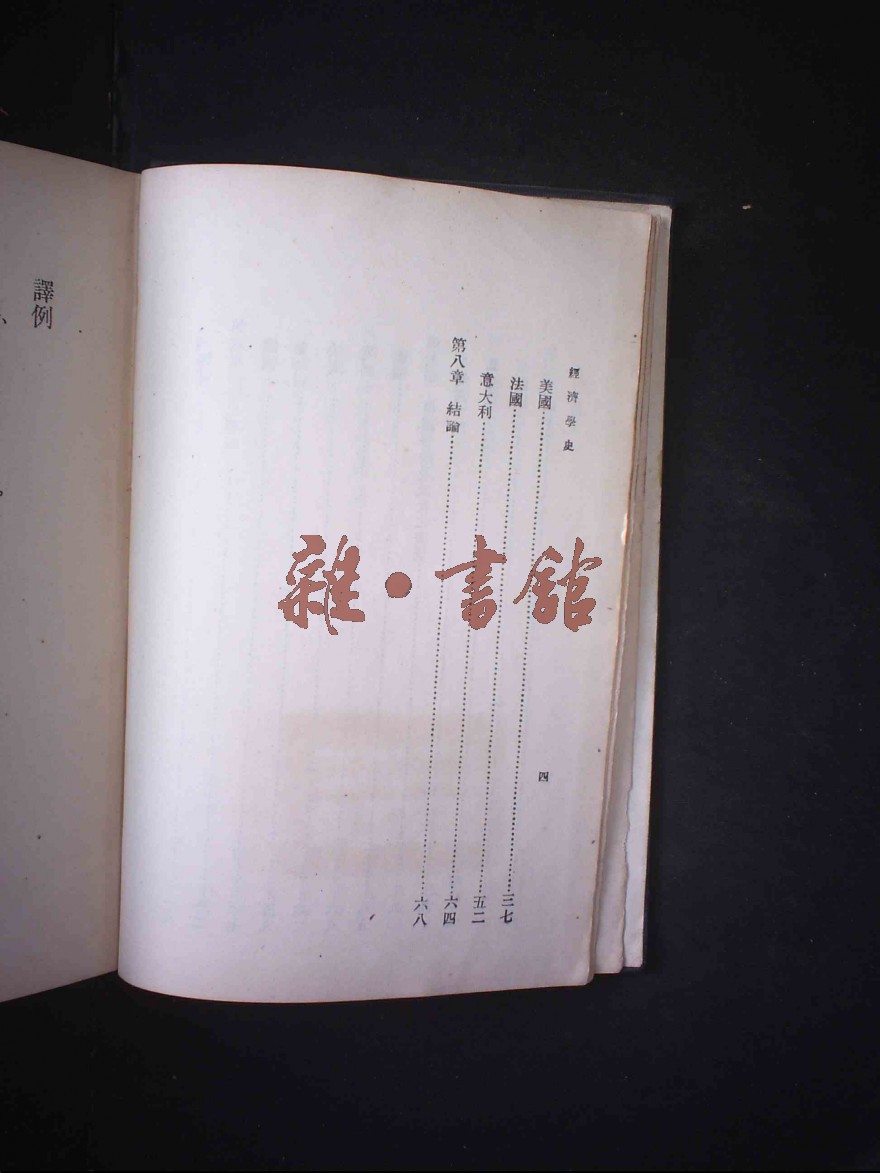 經濟學史 四
美國……三七
法國……五二
意大利……六四
第八章 結論……六八
譯例
雜·書館